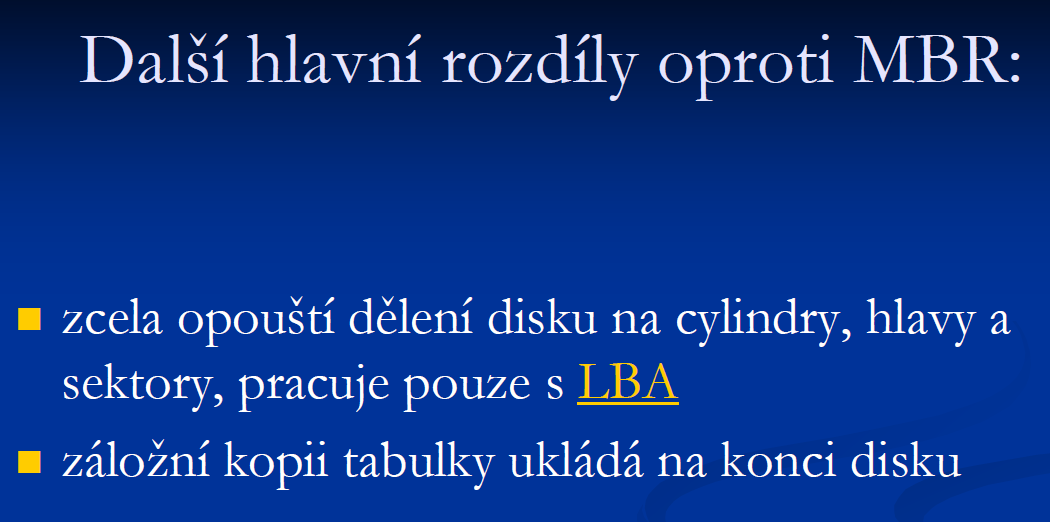 Další hlavní rozdíly oproti MBR:
zcela opouští dělení disku na cylindry, hlavy a
sektory, pracuje pouze s LBA
záložní kopii tabulky ukládá na konci disku